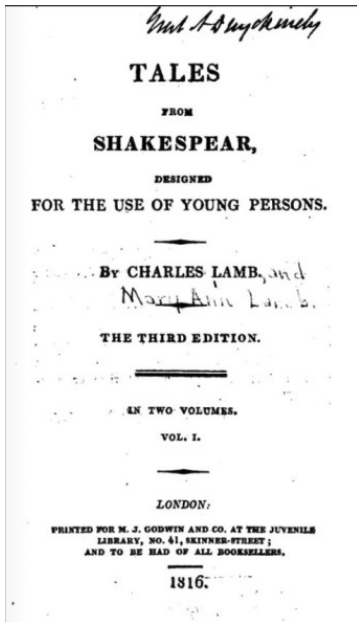 TALES
FROM
SHAKESPEAR,
DESIGNED
FOR THE USE OF YOUNG PERSONS.
By CHARLES LAMB, and
Mary Ann Lamb.
THE THIRD EDITION.
IN TWO VOLUMES.
VOL. I.
LONDON:
PRINTED FOR M. J. GODWIN AND CO. AT THE JUVENILE
LIBRARY, NO. 41, SKINNER-STREET;
AND TO BE HAD OF ALL BOOKSELLERS.
1816.